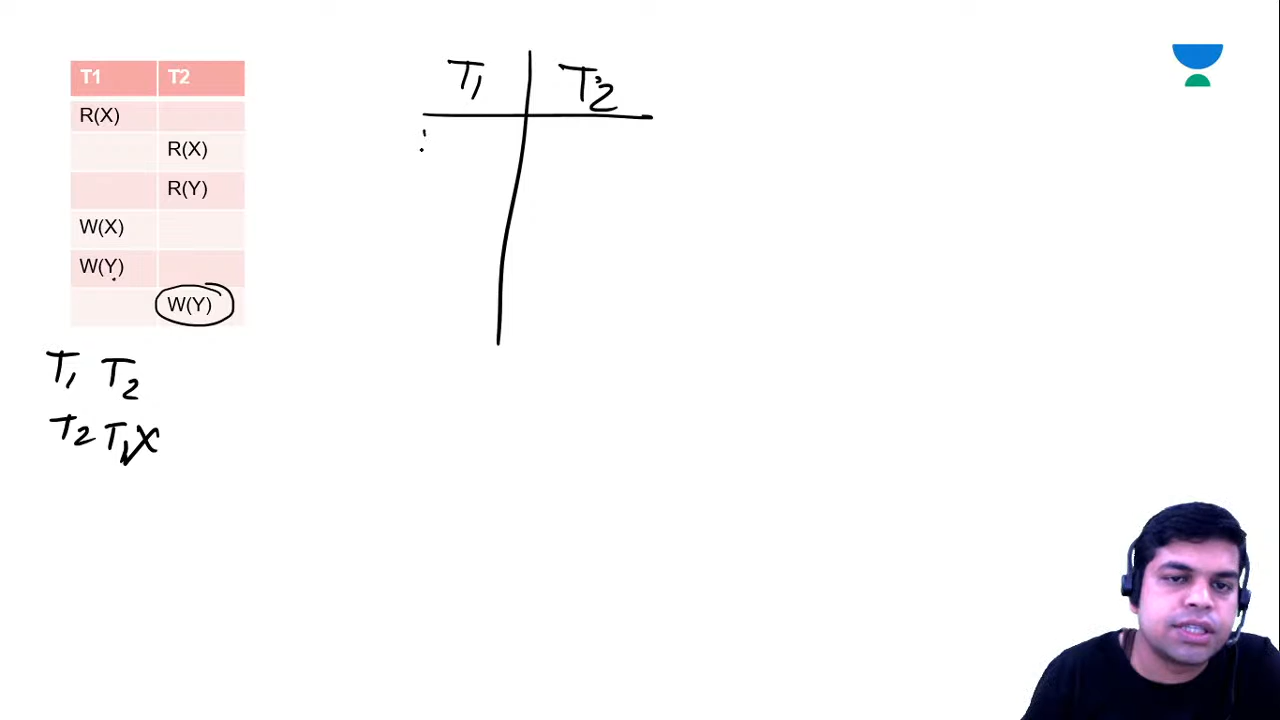 T1 T2
R(X)
R(X)
R(Y)
W(X)
W(Y)
W(Y)
T1 T2
T2 T1 X
T1 T2